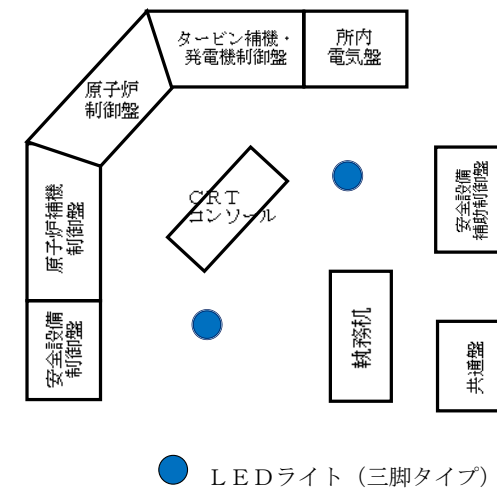 タービン補機・
発電機制御盤
所内
電気盤
原子炉
制御盤
CRT
コンソール
原子炉補機
制御盤
安全設備
補助制御盤
安全設備
制御盤
執務机
共通盤
LEDライト（三脚タイプ）